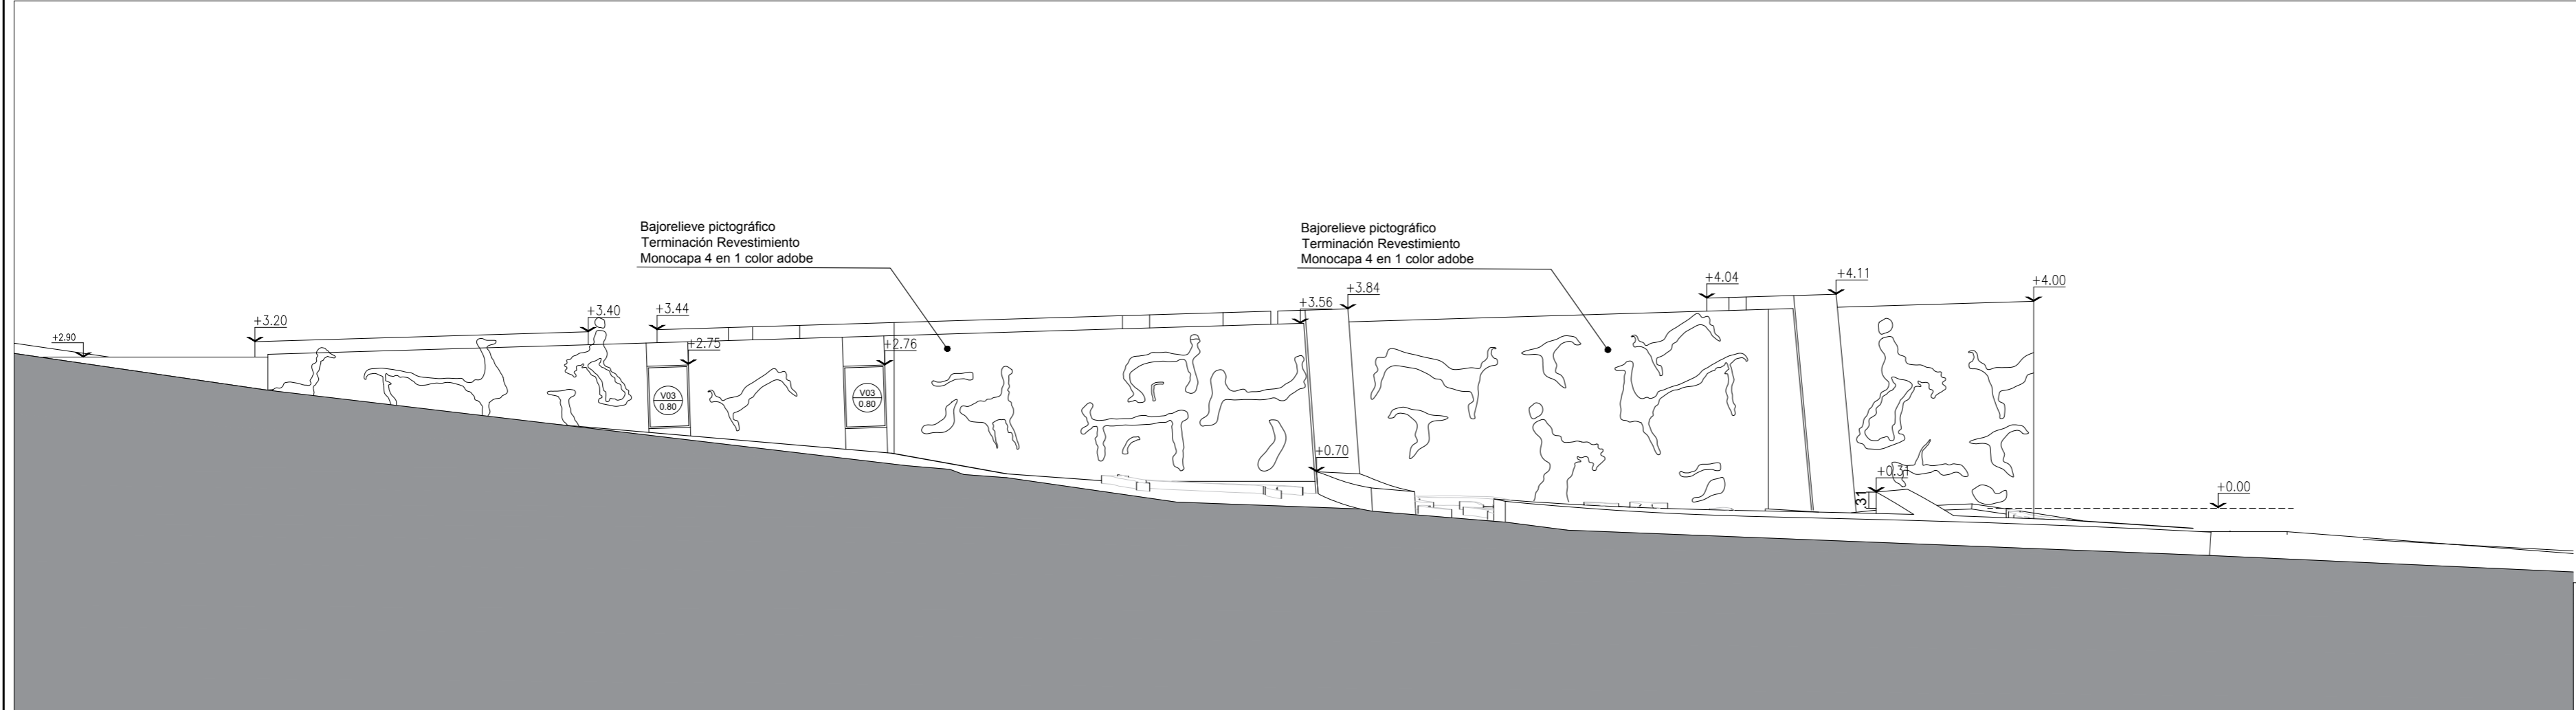 Bajorelieve pictográfico
Terminación Revestimiento
Monocapa 4 en 1 color adobe
Bajorelieve pictográfico
Terminación Revestimiento
Monocapa 4 en 1 color adobe
+2.90
+3.20
+3.40
+3.44
+2.75
+2.76
+3.56
+3.84
+4.04
+4.11
+4.00
V03
0.80
V03
0.80
+0.70
+0.31
31
+0.00